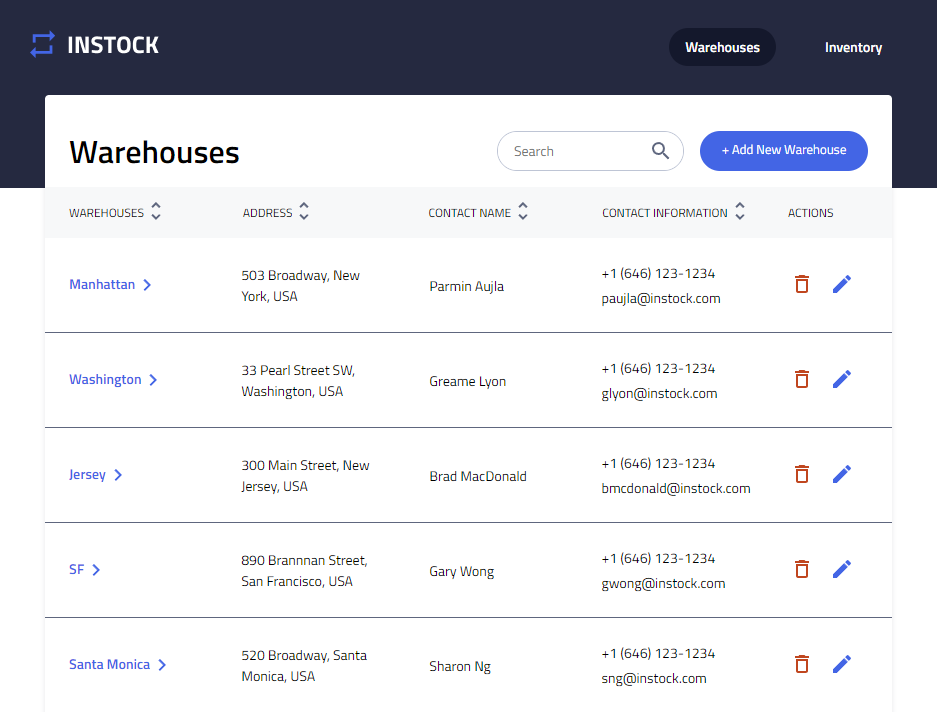 INSTOCK
Warehouses
Inventory
Warehouses
Search
+ Add New Warehouse
WAREHOUSES
ADDRESS
CONTACT NAME
CONTACT INFORMATION
ACTIONS
Manhattan
503 Broadway, New
York, USA
Parmin Aujla
+1 (646) 123-1234
paujla@instock.com
Washington
33 Pearl Street SW,
Washington, USA
Greame Lyon
+1 (646) 123-1234
glyon@instock.com
Jersey
300 Main Street, New
Jersey, USA
Brad MacDonald
+1 (646) 123-1234
bmcdonald@instock.com
SF
890 Brannnan Street,
San Francisco, USA
Gary Wong
+1 (646) 123-1234
gwong@instock.com
Santa Monica
520 Broadway, Santa
Monica, USA
Sharon Ng
+1 (646) 123-1234
sng@instock.com